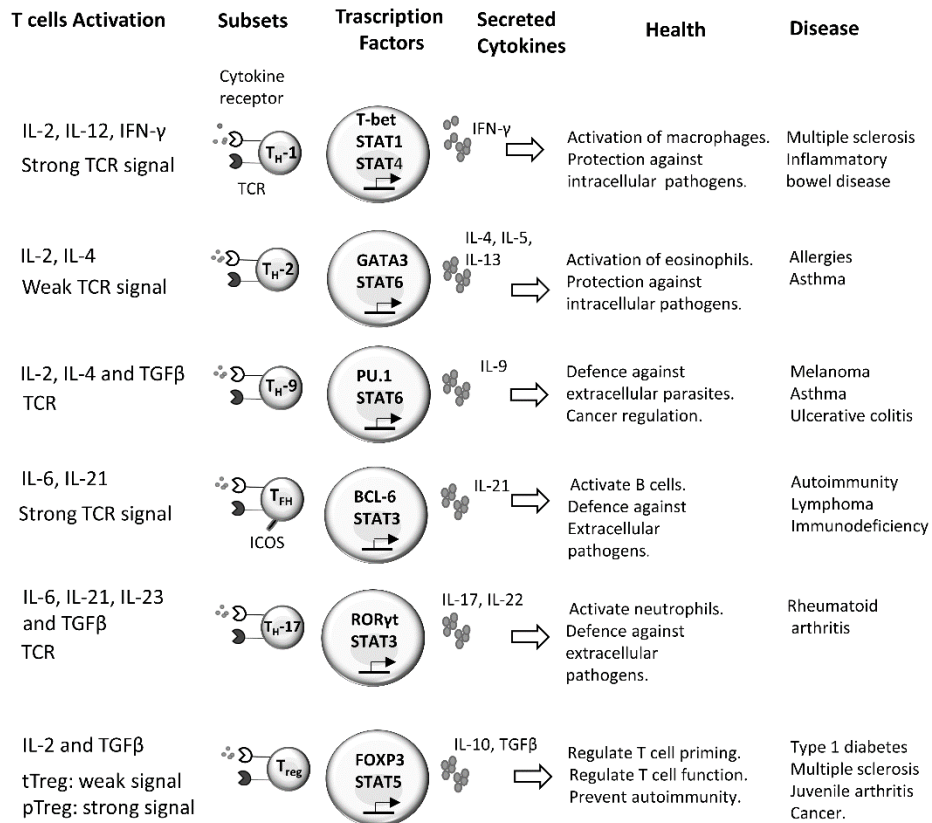 T cells Activation
Subsets
Trascription
Factors
Secreted
Cytokines
Health
Disease
Cytokine
receptor
IL-2, IL-12, IFN-γ
Strong TCR signal
T_H-1
TCR
T-bet
STAT1
STAT4
IFN-γ
Activation of macrophages.
Protection against
intracellular pathogens.
Multiple sclerosis
Inflammatory
bowel disease
IL-2, IL-4
Weak TCR signal
T_H-2
GATA3
STAT6
IL-4, IL-5,
IL-13
Activation of eosinophils.
Protection against
intracellular pathogens.
Allergies
Asthma
IL-2, IL-4 and TGFβ
TCR
T_H-9
PU.1
STAT6
IL-9
Defence against
extracellular parasites.
Cancer regulation.
Melanoma
Asthma
Ulcerative colitis
IL-6, IL-21
Strong TCR signal
T_FH
ICOS
BCL-6
STAT3
IL-21
Activate B cells.
Defence against
Extracellular
pathogens.
Autoimmunity
Lymphoma
Immunodeficiency
IL-6, IL-21, IL-23
and TGFβ
TCR
T_H-17
RORγt
STAT3
IL-17, IL-22
Activate neutrophils.
Defence against
extracellular
pathogens.
Rheumatoid
arthritis
IL-2 and TGFβ
tTreg: weak signal
pTreg: strong signal
T_reg
FOXP3
STAT5
IL-10, TGFβ
Regulate T cell priming.
Regulate T cell function.
Prevent autoimmunity.
Type 1 diabetes
Multiple sclerosis
Juvenile arthritis
Cancer.